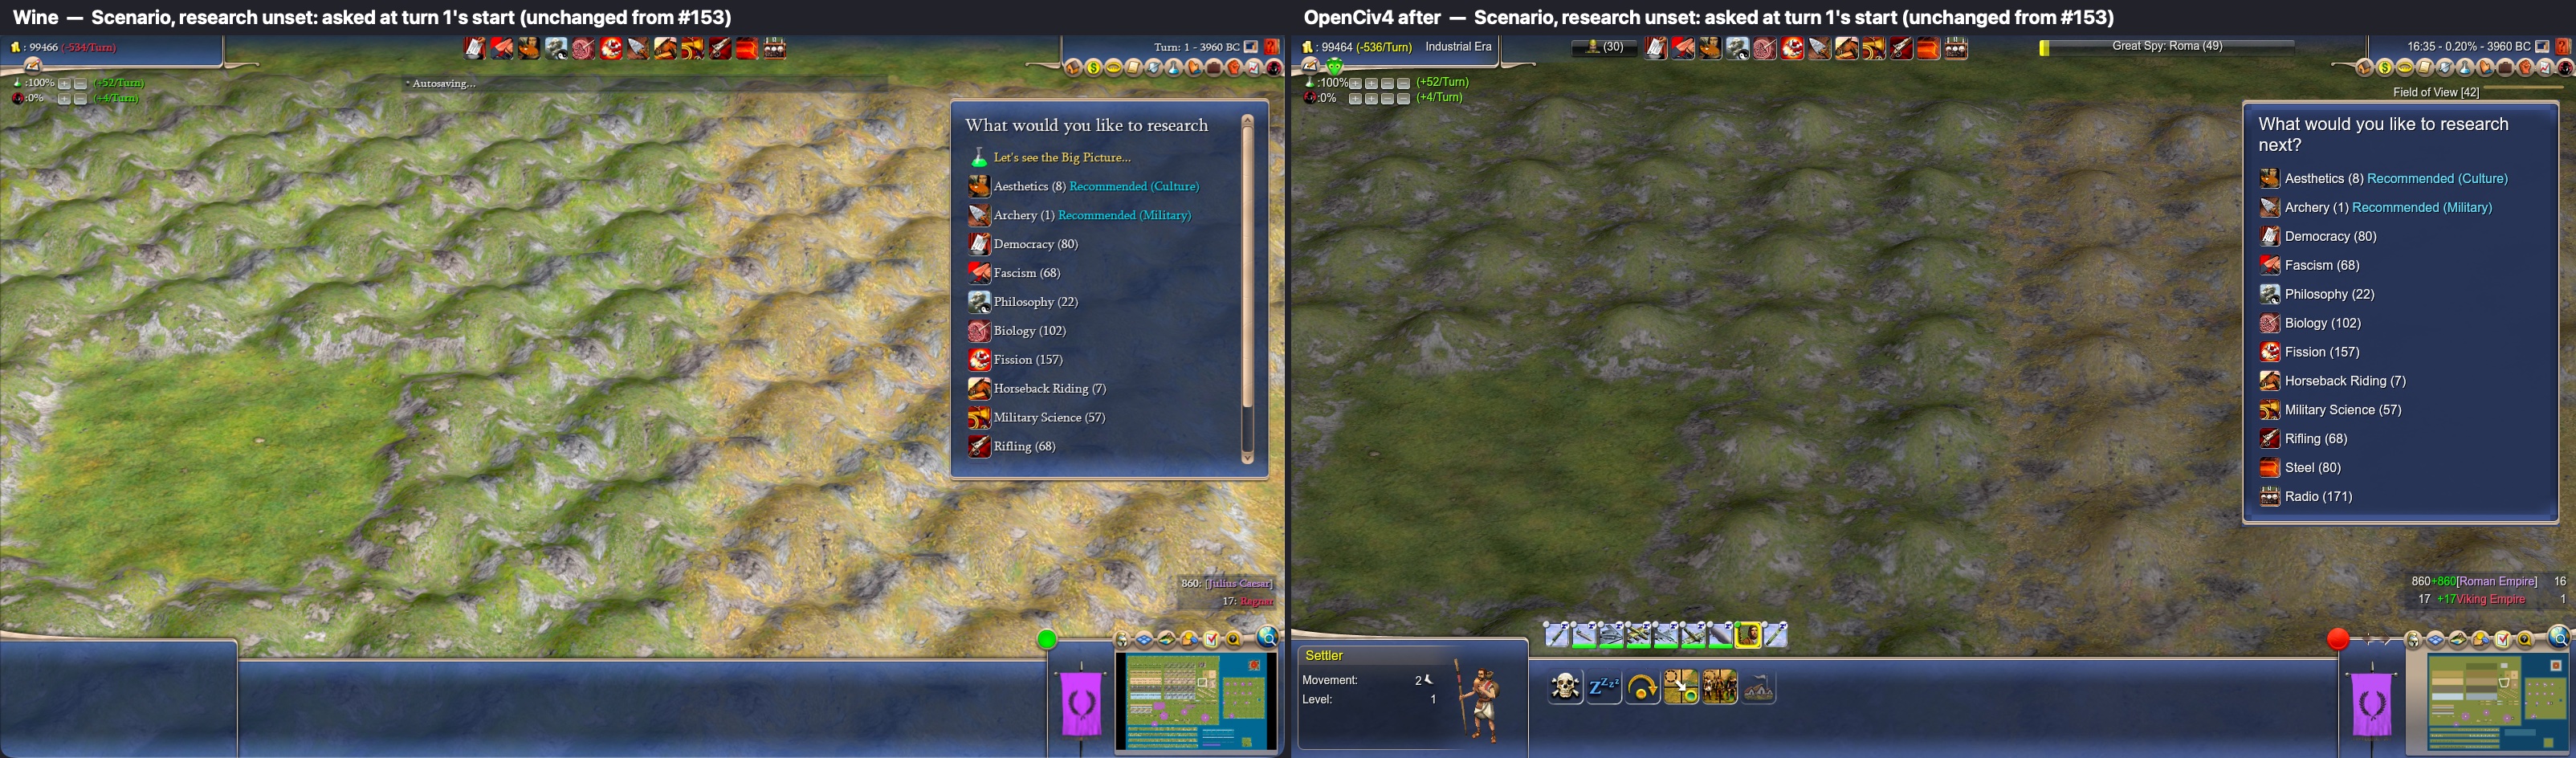 Wine — Scenario, research unset: asked at turn 1's start (unchanged from #153)
: 99466 (-534/Turn)
Turn: 1 - 3960 BC
:100% (+52/Turn)
:0% (+4/Turn)
* Autosaving...
What would you like to research
Let's see the Big Picture...
Aesthetics (8) Recommended (Culture)
Archery (1) Recommended (Military)
Democracy (80)
Fascism (68)
Philosophy (22)
Biology (102)
Fission (157)
Horseback Riding (7)
Military Science (57)
Rifling (68)
860: [Julius Caesar]
17: Ragnar
OpenCiv4 after — Scenario, research unset: asked at turn 1's start (unchanged from #153)
: 99464 (-536/Turn) Industrial Era
(30)
Great Spy: Roma (49)
16:35 - 0.20% - 3960 BC
:100% (+52/Turn)
:0% (+4/Turn)
Field of View [42]
What would you like to research
next?
Aesthetics (8) Recommended (Culture)
Archery (1) Recommended (Military)
Democracy (80)
Fascism (68)
Philosophy (22)
Biology (102)
Fission (157)
Horseback Riding (7)
Military Science (57)
Rifling (68)
Steel (80)
Radio (171)
860+860[Roman Empire] 16
17 +17Viking Empire 1
Settler
Movement: 2
Level: 1
ZZzz